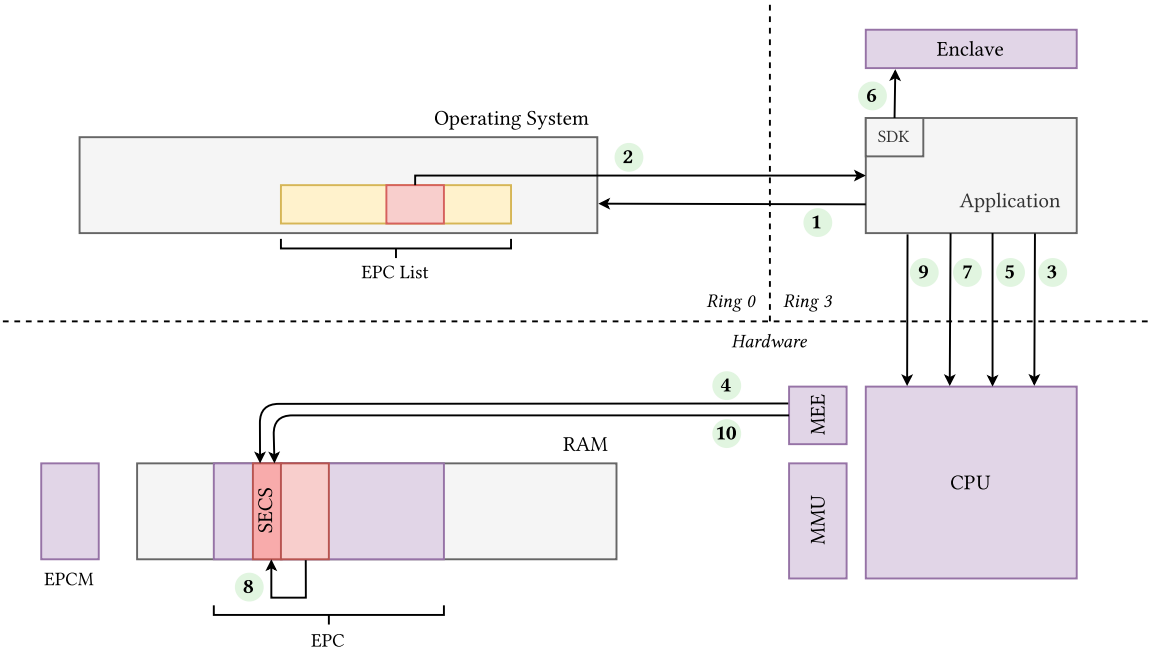 Enclave
6
Operating System
SDK
2
Application
1
EPC List
9
7
5
3
Ring 0
Ring 3
Hardware
4
MEE
10
RAM
CPU
SECS
MMU
EPCM
8
EPC